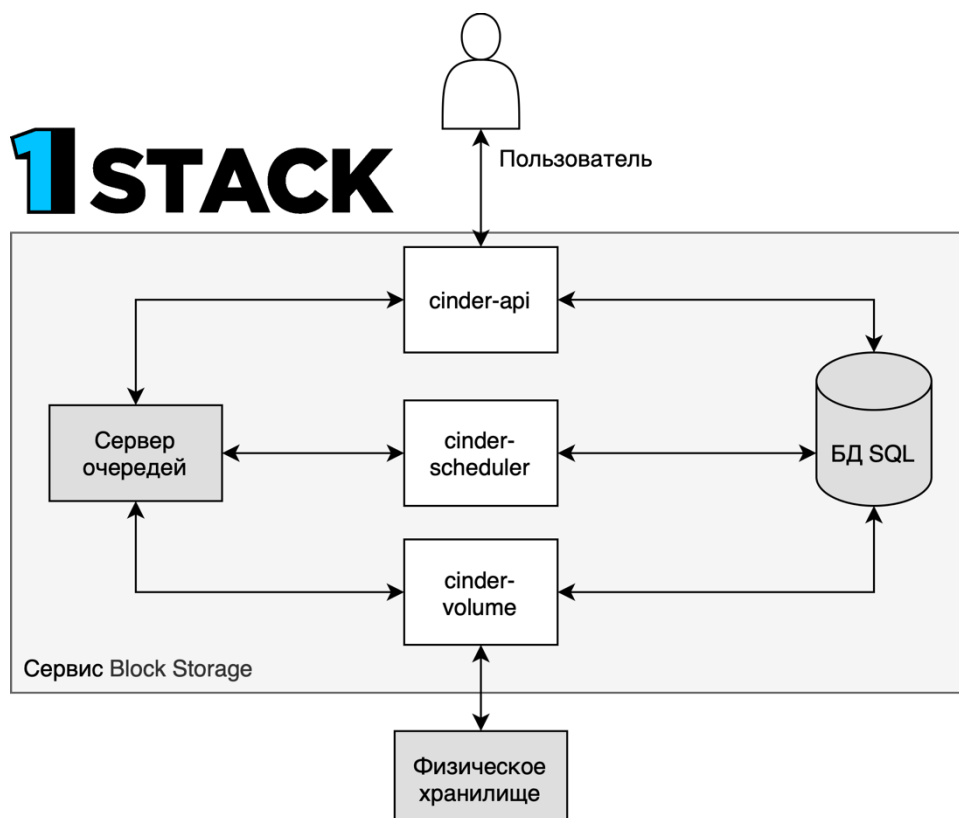 Пользователь
1STACK
cinder-api
Сервер
очередей
cinder-
scheduler
БД SQL
cinder-
volume
Сервис Block Storage
Физическое
хранилище